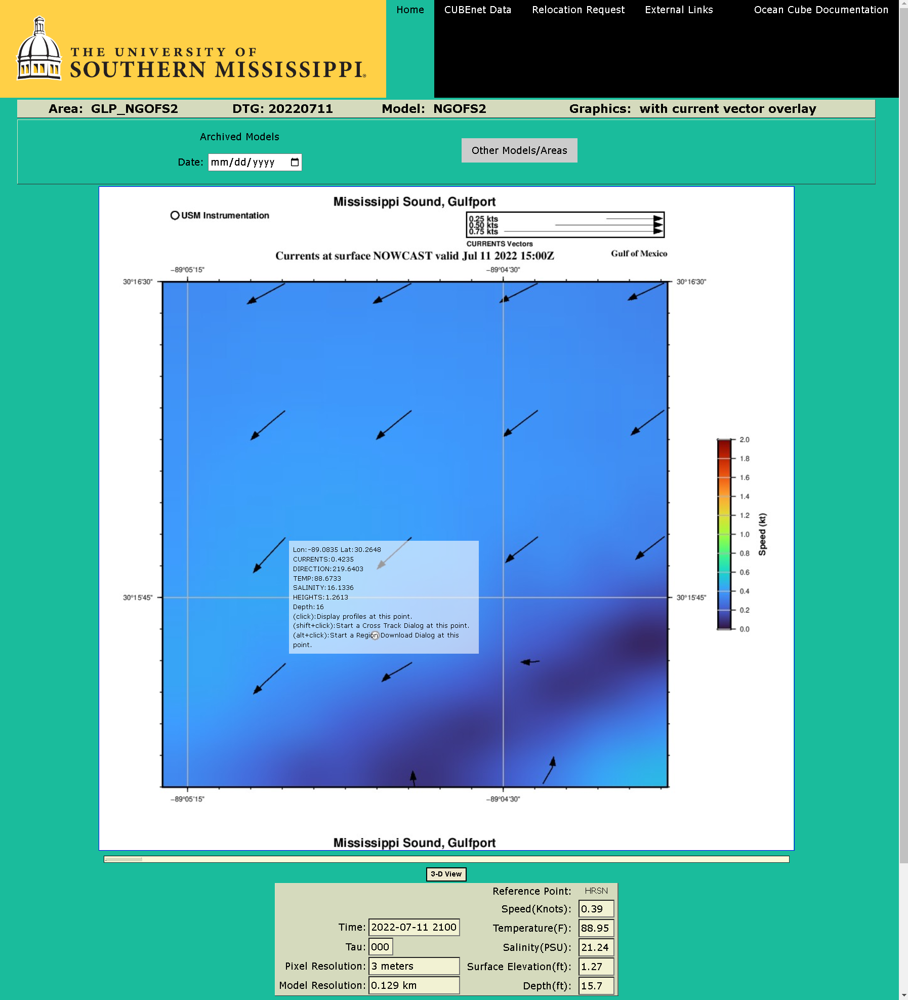 Home CUBEnet Data Relocation Request External Links Ocean Cube Documentation
THE UNIVERSITY OF
SOUTHERN MISSISSIPPI®
Area: GLP_NGOFS2 DTG: 20220711 Model: NGOFS2 Graphics: with current vector overlay
Archived Models
Date: mm/dd/yyyy
Other Models/Areas
Mississippi Sound, Gulfport
USM Instrumentation
0.25 kts
0.50 kts
0.75 kts
CURRENTS Vectors
Currents at surface NOWCAST valid Jul 11 2022 15:00Z
Gulf of Mexico
−89°05'15" −89°04'30"
30°16'30" 30°16'30"
2.0
1.8
1.6
1.4
1.2
1.0
0.8
0.6
0.4
0.2
0.0
Speed (kt)
Lon:-89.0835 Lat:30.2648
CURRENTS:0.4235
DIRECTION:219.6403
TEMP:88.6733
SALINITY:16.1336
HEIGHTS:1.2613
Depth:16
(click):Display profiles at this point.
(shift+click):Start a Cross Track Dialog at this point.
(alt+click):Start a Region Download Dialog at this
point.
30°15'45" 30°15'45"
−89°05'15" −89°04'30"
Mississippi Sound, Gulfport
3-D View
Reference Point: HRSN
Speed(Knots): 0.39
Time: 2022-07-11 2100 Temperature(F): 88.95
Tau: 000 Salinity(PSU): 21.24
Pixel Resolution: 3 meters Surface Elevation(ft): 1.27
Model Resolution: 0.129 km Depth(ft): 15.7